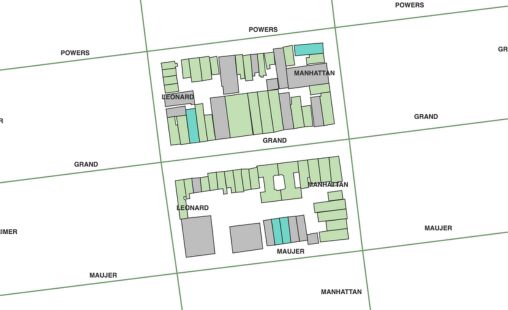 POWERS
POWERS
POWERS
GR
MANHATTAN
LEONARD
GRAND
R
GRAND
GRAND
MANHATTAN
LEONARD
MAUJER
IMER
MAUJER
MAUJER
MANHATTAN